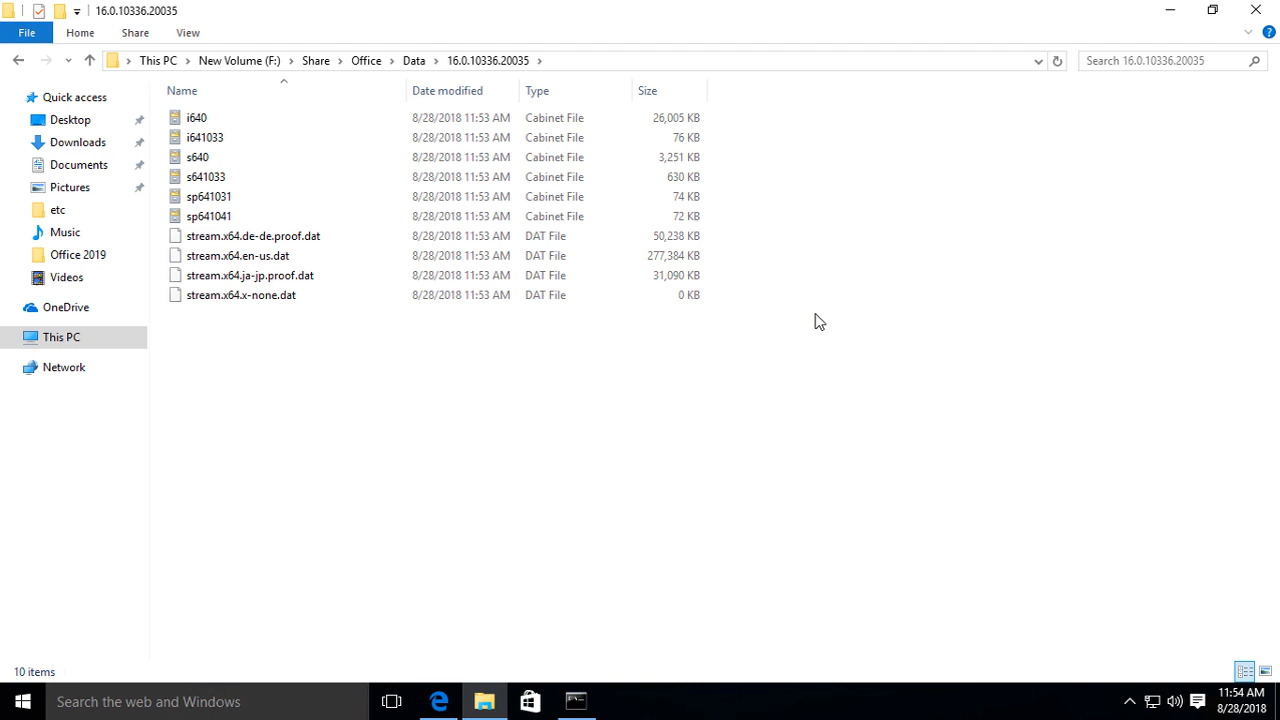 16.0.10336.20035
File Home Share View
This PC New Volume (F:) Share Office Data 16.0.10336.20035 Search 16.0.10336.20035
Quick access
Desktop
Downloads
Documents
Pictures
etc
Music
Office 2019
Videos
OneDrive
This PC
Network
Name Date modified Type Size
i640 8/28/2018 11:53 AM Cabinet File 26,005 KB
i641033 8/28/2018 11:53 AM Cabinet File 76 KB
s640 8/28/2018 11:53 AM Cabinet File 3,251 KB
s641033 8/28/2018 11:53 AM Cabinet File 630 KB
sp641031 8/28/2018 11:53 AM Cabinet File 74 KB
sp641041 8/28/2018 11:53 AM Cabinet File 72 KB
stream.x64.de-de.proof.dat 8/28/2018 11:53 AM DAT File 50,238 KB
stream.x64.en-us.dat 8/28/2018 11:53 AM DAT File 277,384 KB
stream.x64.ja-jp.proof.dat 8/28/2018 11:53 AM DAT File 31,090 KB
stream.x64.x-none.dat 8/28/2018 11:53 AM DAT File 0 KB
10 items
Search the web and Windows
11:54 AM
8/28/2018